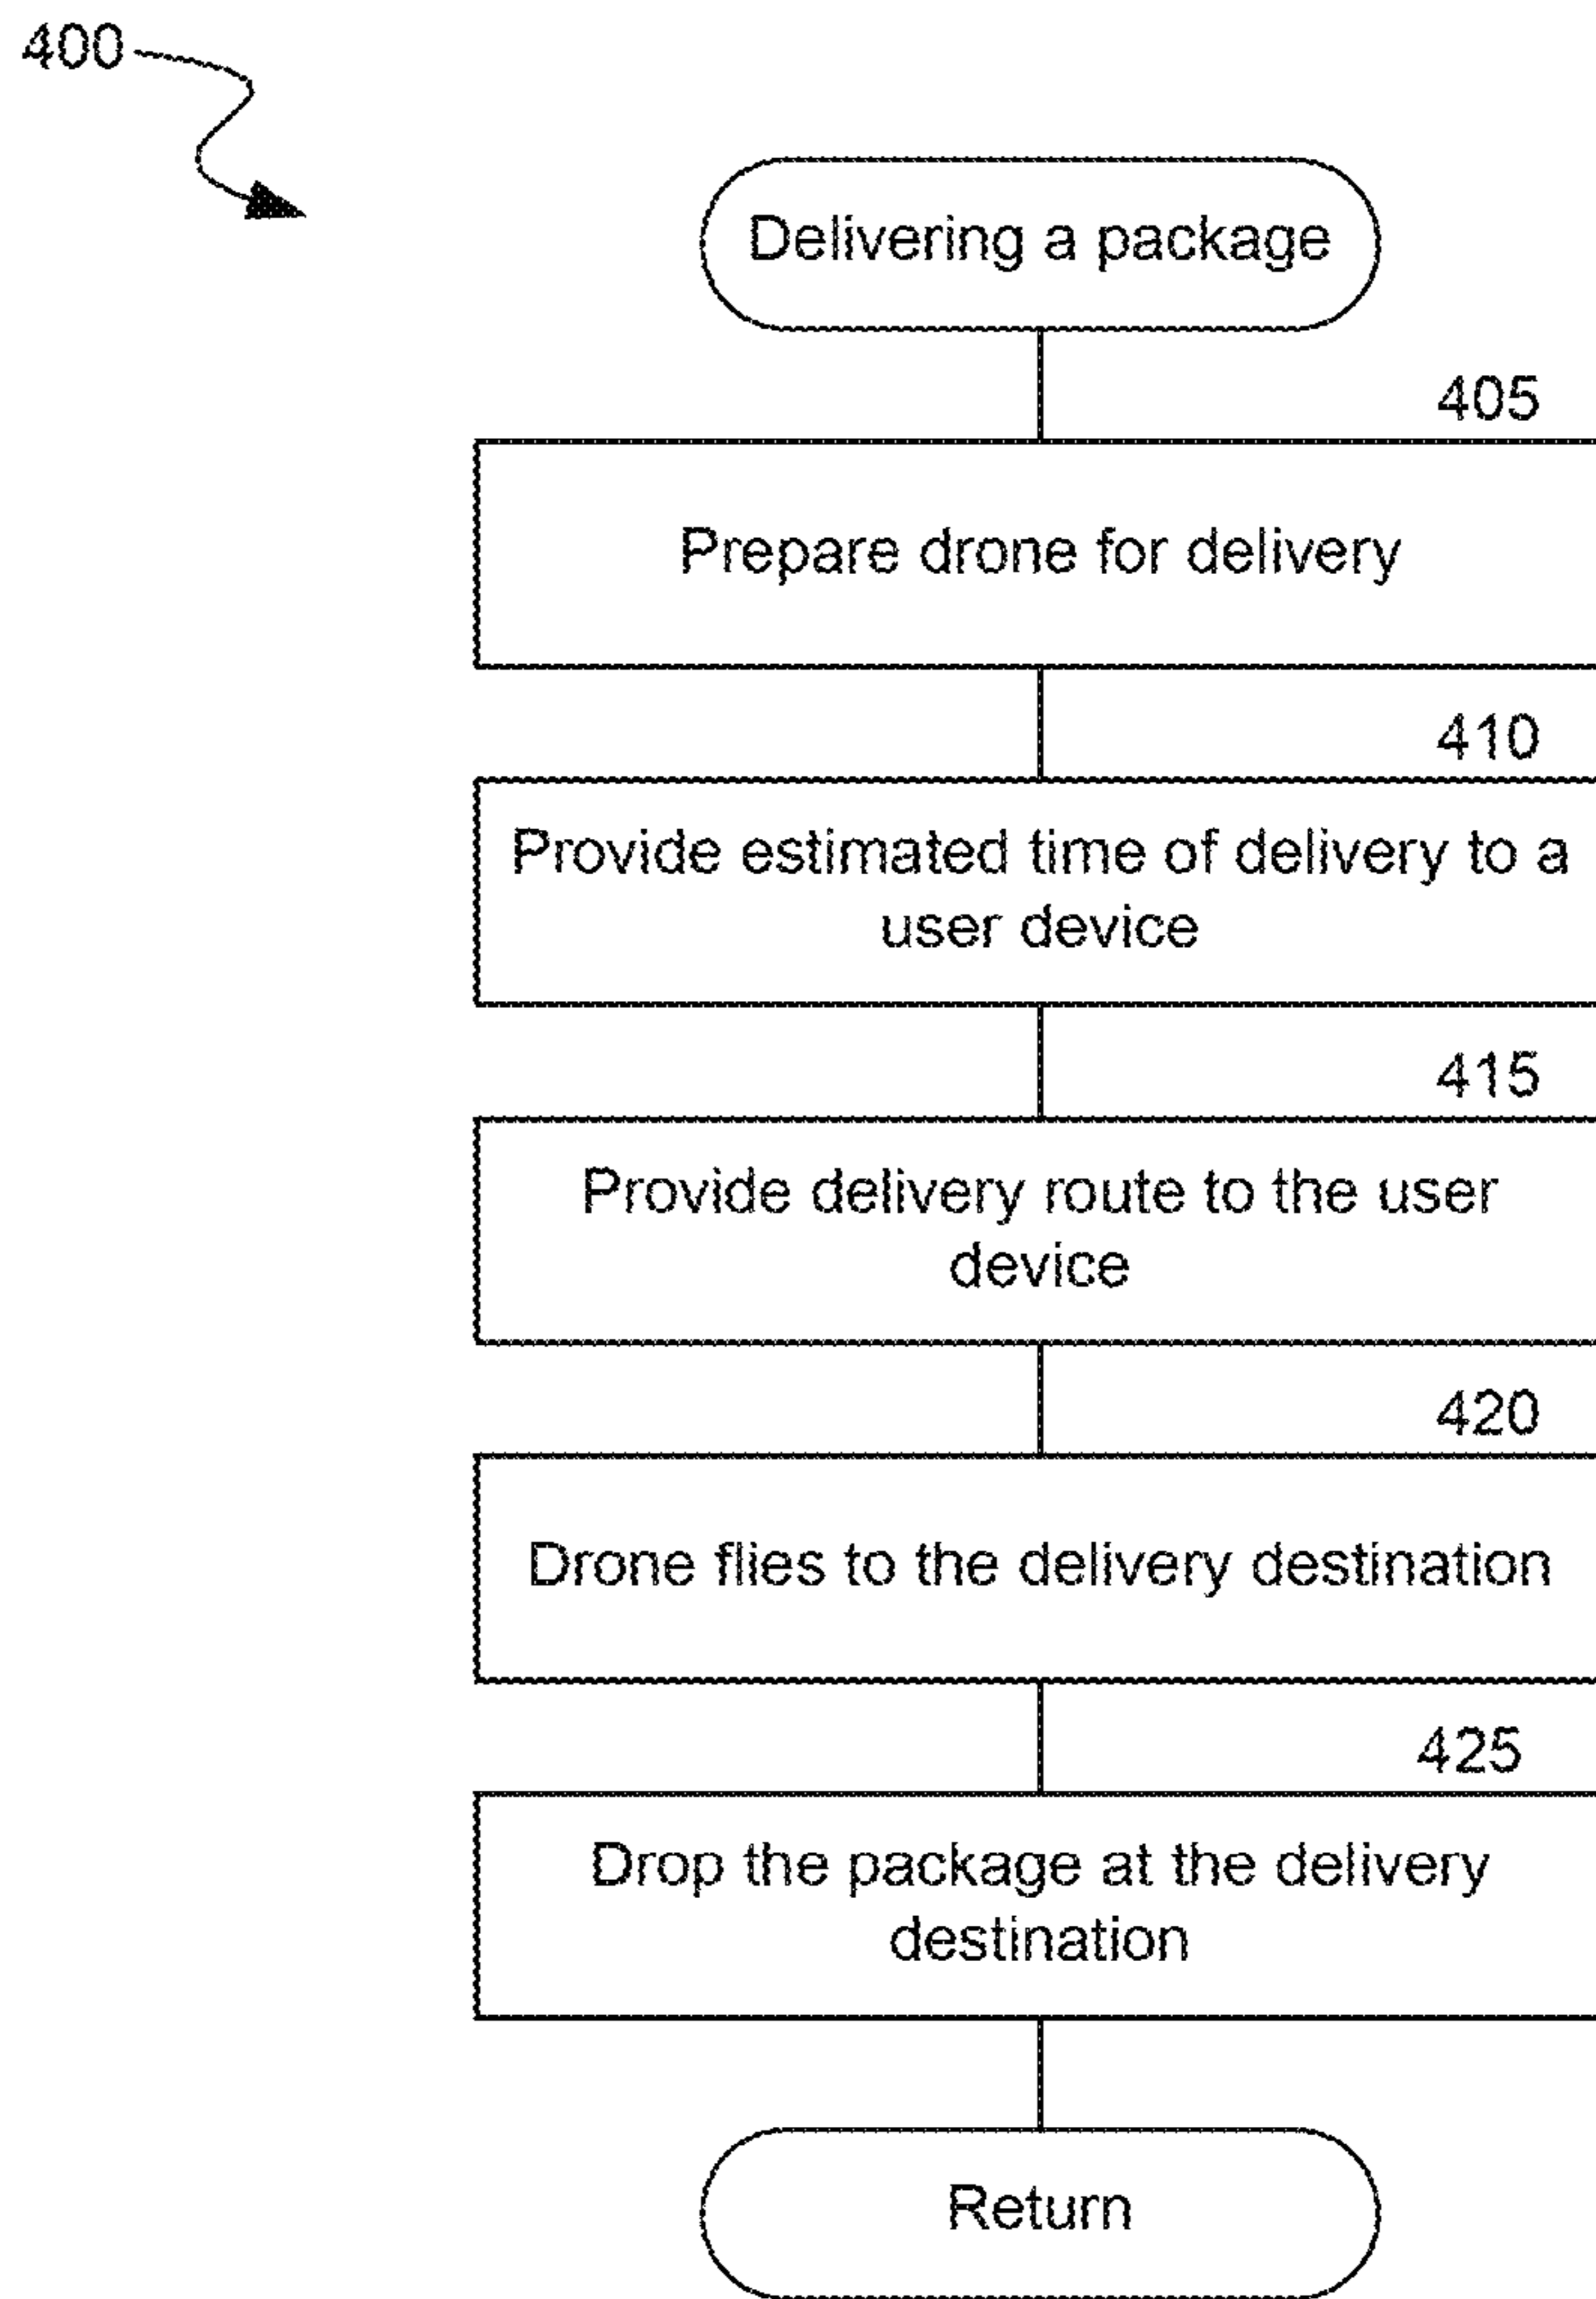 400
Delivering a package
405
Prepare drone for delivery
410
Provide estimated time of delivery to a
user device
415
Provide delivery route to the user
device
420
Drone flies to the delivery destination
425
Drop the package at the delivery
destination
Return